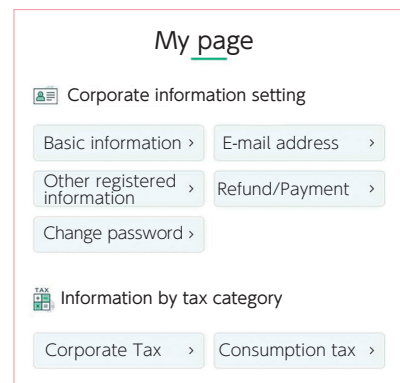 My page
Corporate information setting
Basic information >
E-mail address >
Other registered
information >
Refund/Payment >
Change password >
TAX
Information by tax category
Corporate Tax >
Consumption tax >